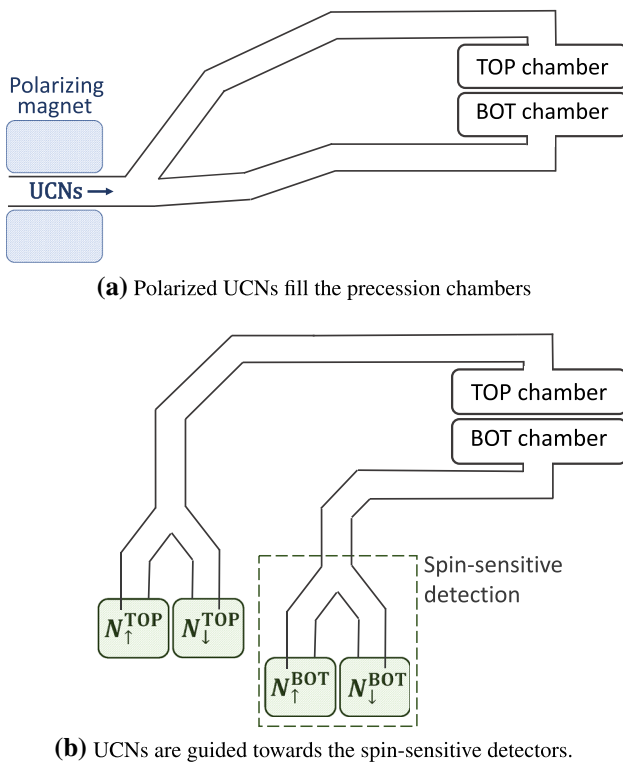 Polarizing
magnet
UCNs →
TOP chamber
BOT chamber
(a) Polarized UCNs fill the precession chambers
TOP chamber
BOT chamber
Spin-sensitive
detection
N↑^TOP N↓^TOP
N↑^BOT N↓^BOT
(b) UCNs are guided towards the spin-sensitive detectors.